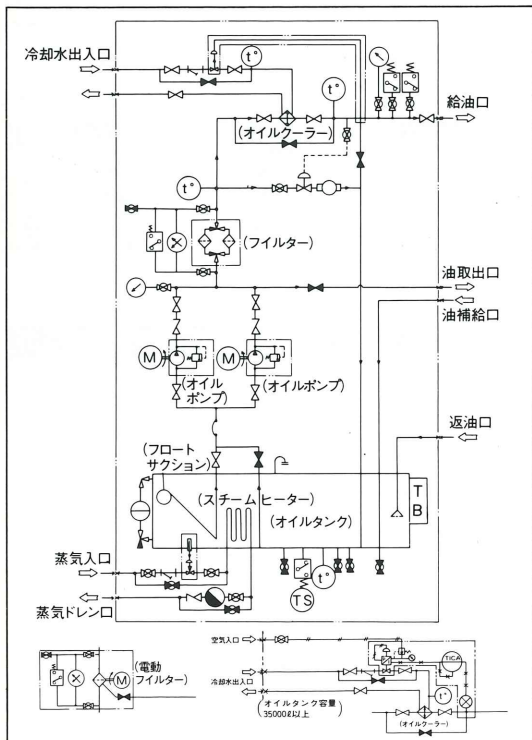 冷却水出入口
t°
t°
給油口
(オイルクーラー)
t°
(フイルター)
油取出口
油補給口
M
M
(オイル
ポンプ)
(オイルポンプ)
返油口
(フロート
サクション)
(スチームヒーター)
(オイルタンク)
T
B
蒸気入口
t°
TS
蒸気ドレン口
空気入口
TICA
冷却水出入口
t°
(電動
フイルター)
M
(オイルタンク容量
35000ℓ以上)
(オイルクーラー)